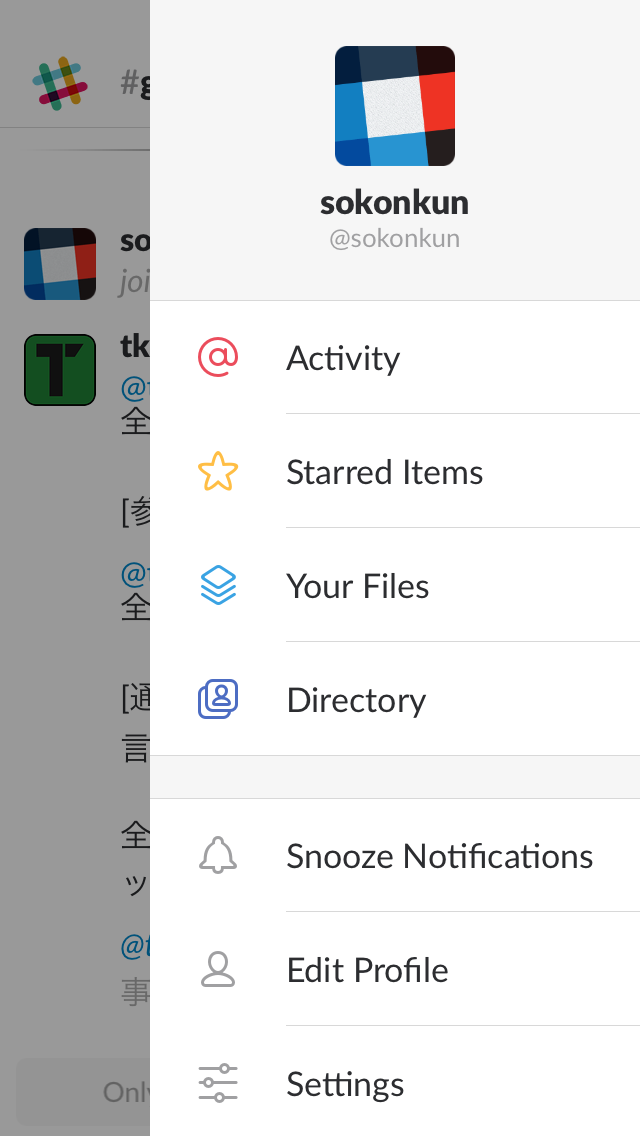 #g
so
joi
tk
@t
全
[参
@t
全
[通
言
全
ッ
@t
事
Only
sokonkun
@sokonkun
Activity
Starred Items
Your Files
Directory
Snooze Notifications
Edit Profile
Settings